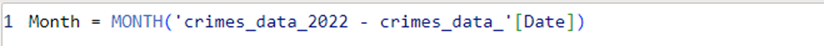 1 Month = MONTH('crimes_data_2022 - crimes_data_'[Date])